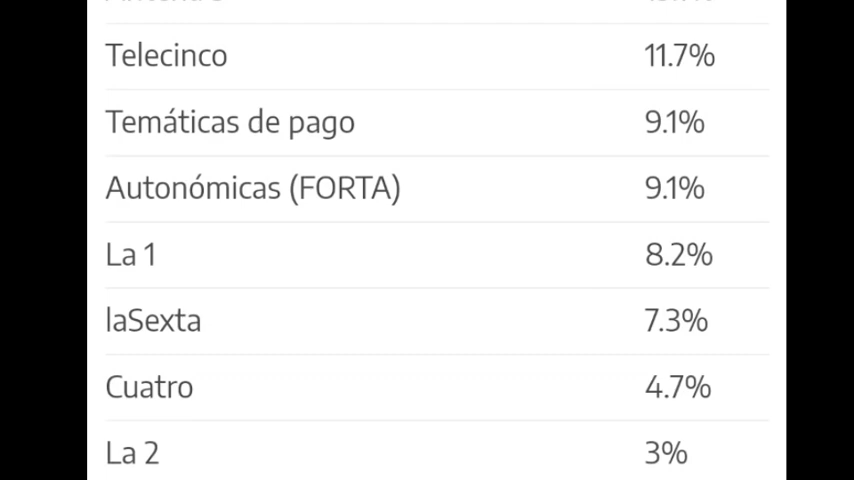 Telecinco 11.7%
Temáticas de pago 9.1%
Autonómicas (FORTA) 9.1%
La 1 8.2%
laSexta 7.3%
Cuatro 4.7%
La 2 3%